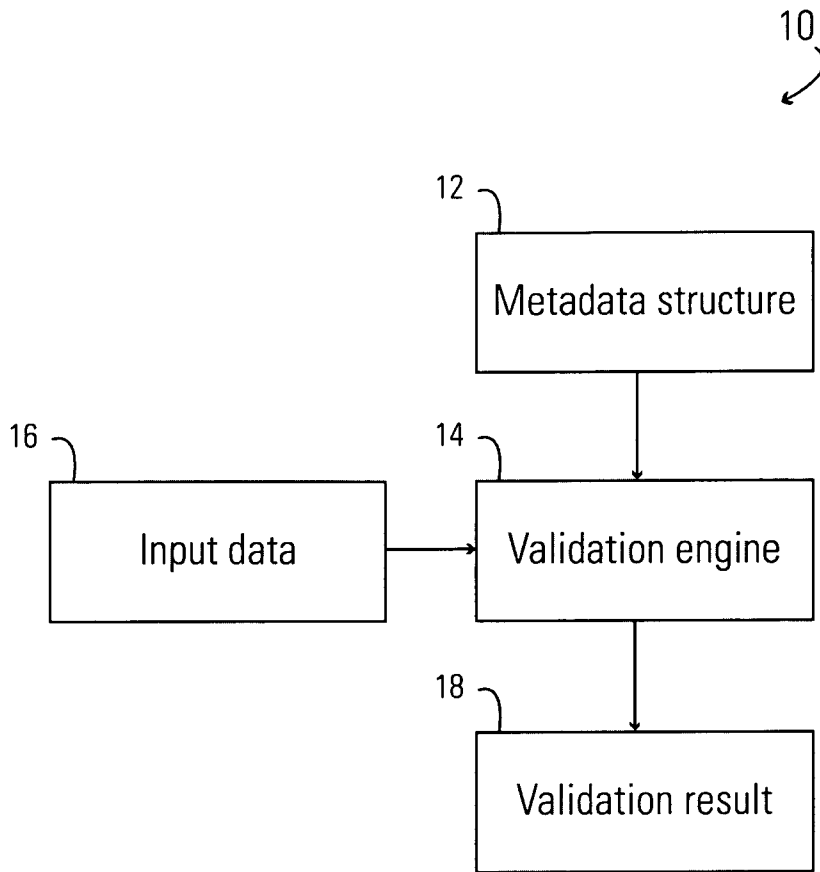 10
12
Metadata structure
16
14
Input data
Validation engine
18
Validation result